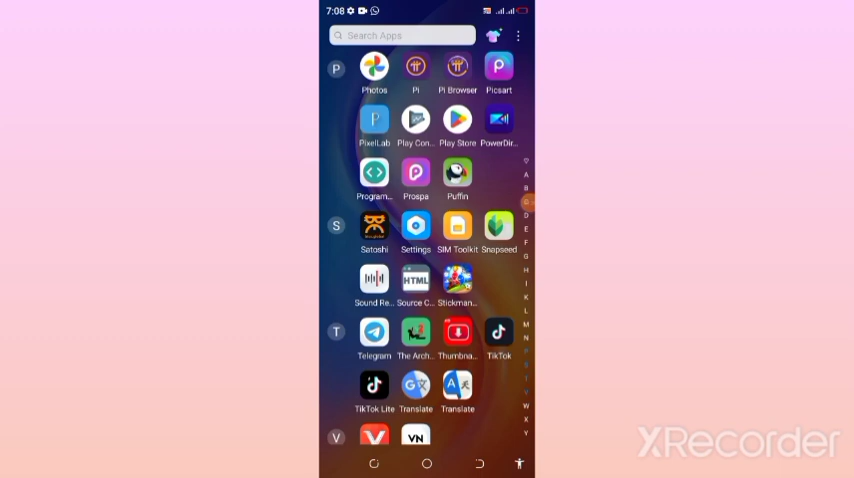 7:08
Search Apps
P
Photos Pi Pi Browser Picsart
PixelLab Play Con... Play Store PowerDir...
Program... Prospa Puffin
S
Satoshi Settings SIM Toolkit Snapseed
Sound Re... Source C... Stickman...
HTML
T
Telegram The Arch... Thumbna... TikTok
TikTok Lite Translate Translate
V
VN
A
B
D
E
F
G
H
I
K
L
M
N
P
S
T
V
W
X
Y
XRecorder